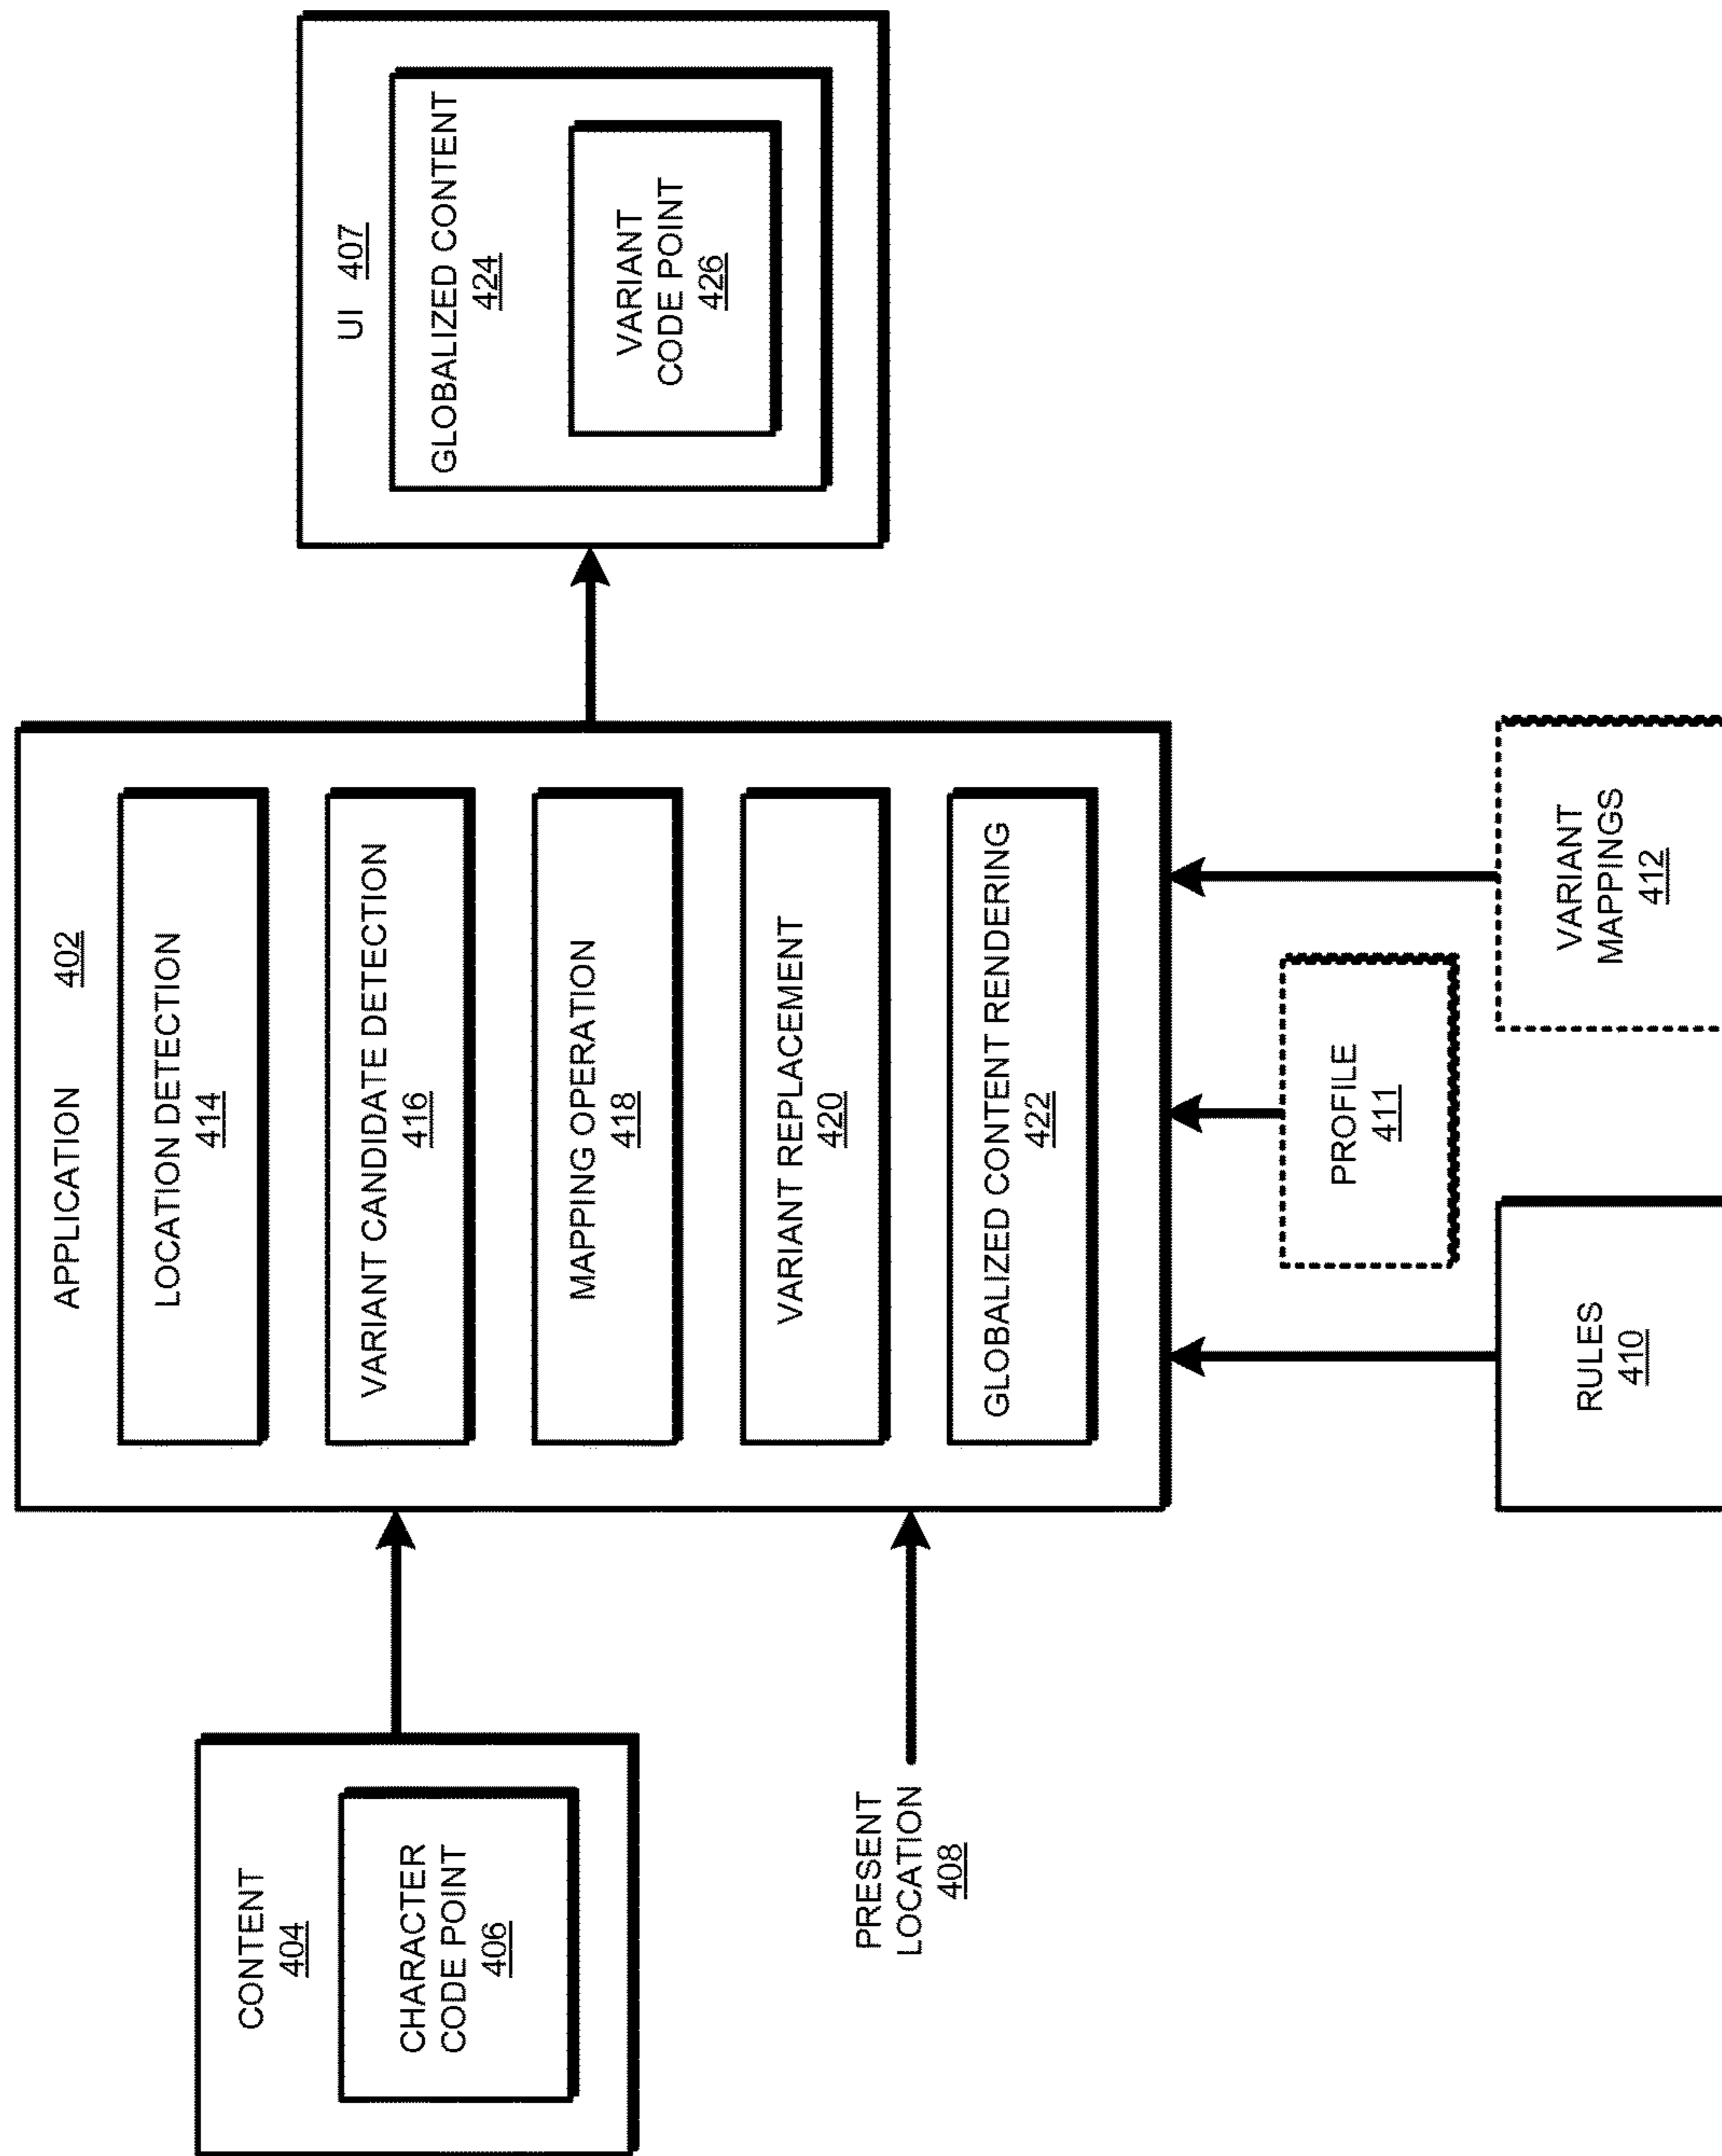 CONTENT
404
CHARACTER
CODE POINT
406
PRESENT
LOCATION
408
APPLICATION 402
LOCATION DETECTION
414
VARIANT CANDIDATE DETECTION
416
MAPPING OPERATION
418
VARIANT REPLACEMENT
420
GLOBALIZED CONTENT RENDERING
422
RULES
410
PROFILE
411
VARIANT
MAPPINGS
412
UI 407
GLOBALIZED CONTENT
424
VARIANT
CODE POINT
426